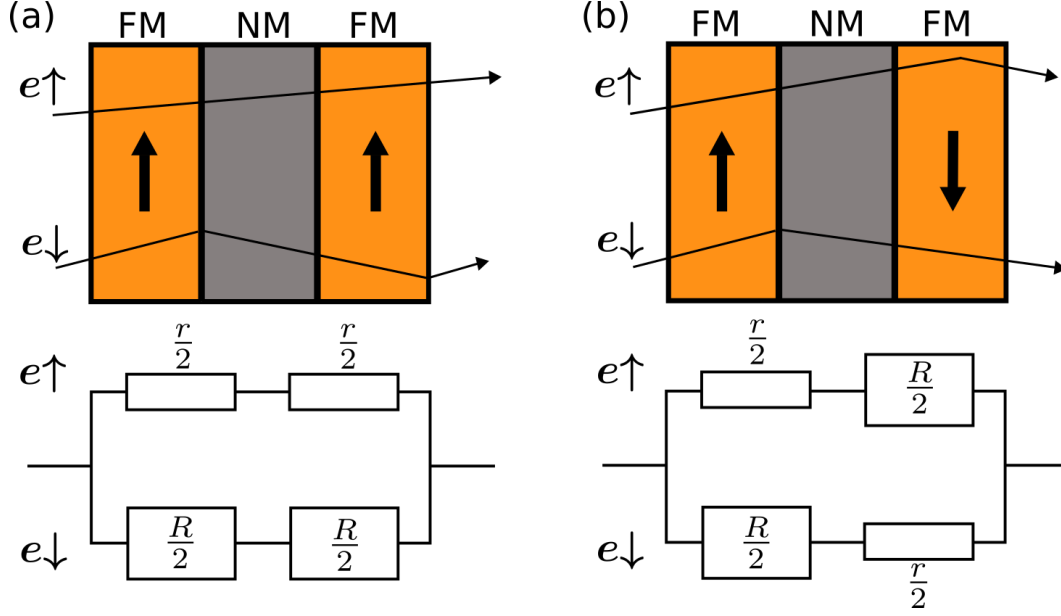 (a)
FM NM FM
e↑
e↓
r/2 r/2
e↑
R/2 R/2
e↓
(b)
FM NM FM
e↑
e↓
r/2
e↑
R/2
R/2
e↓
r/2